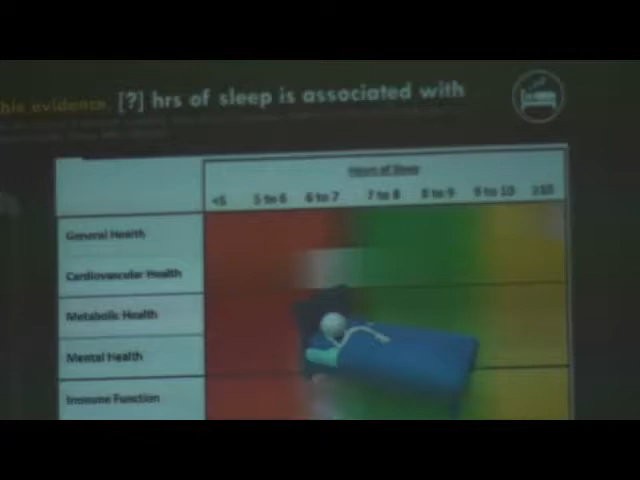 evidence. [?] hrs of sleep is associated with
Hours of Sleep
<5 5 to 6 6 to 7 7 to 8 8 to 9 9 to 10 ≥10
General Health
Cardiovascular Health
Metabolic Health
Mental Health
Immune Function